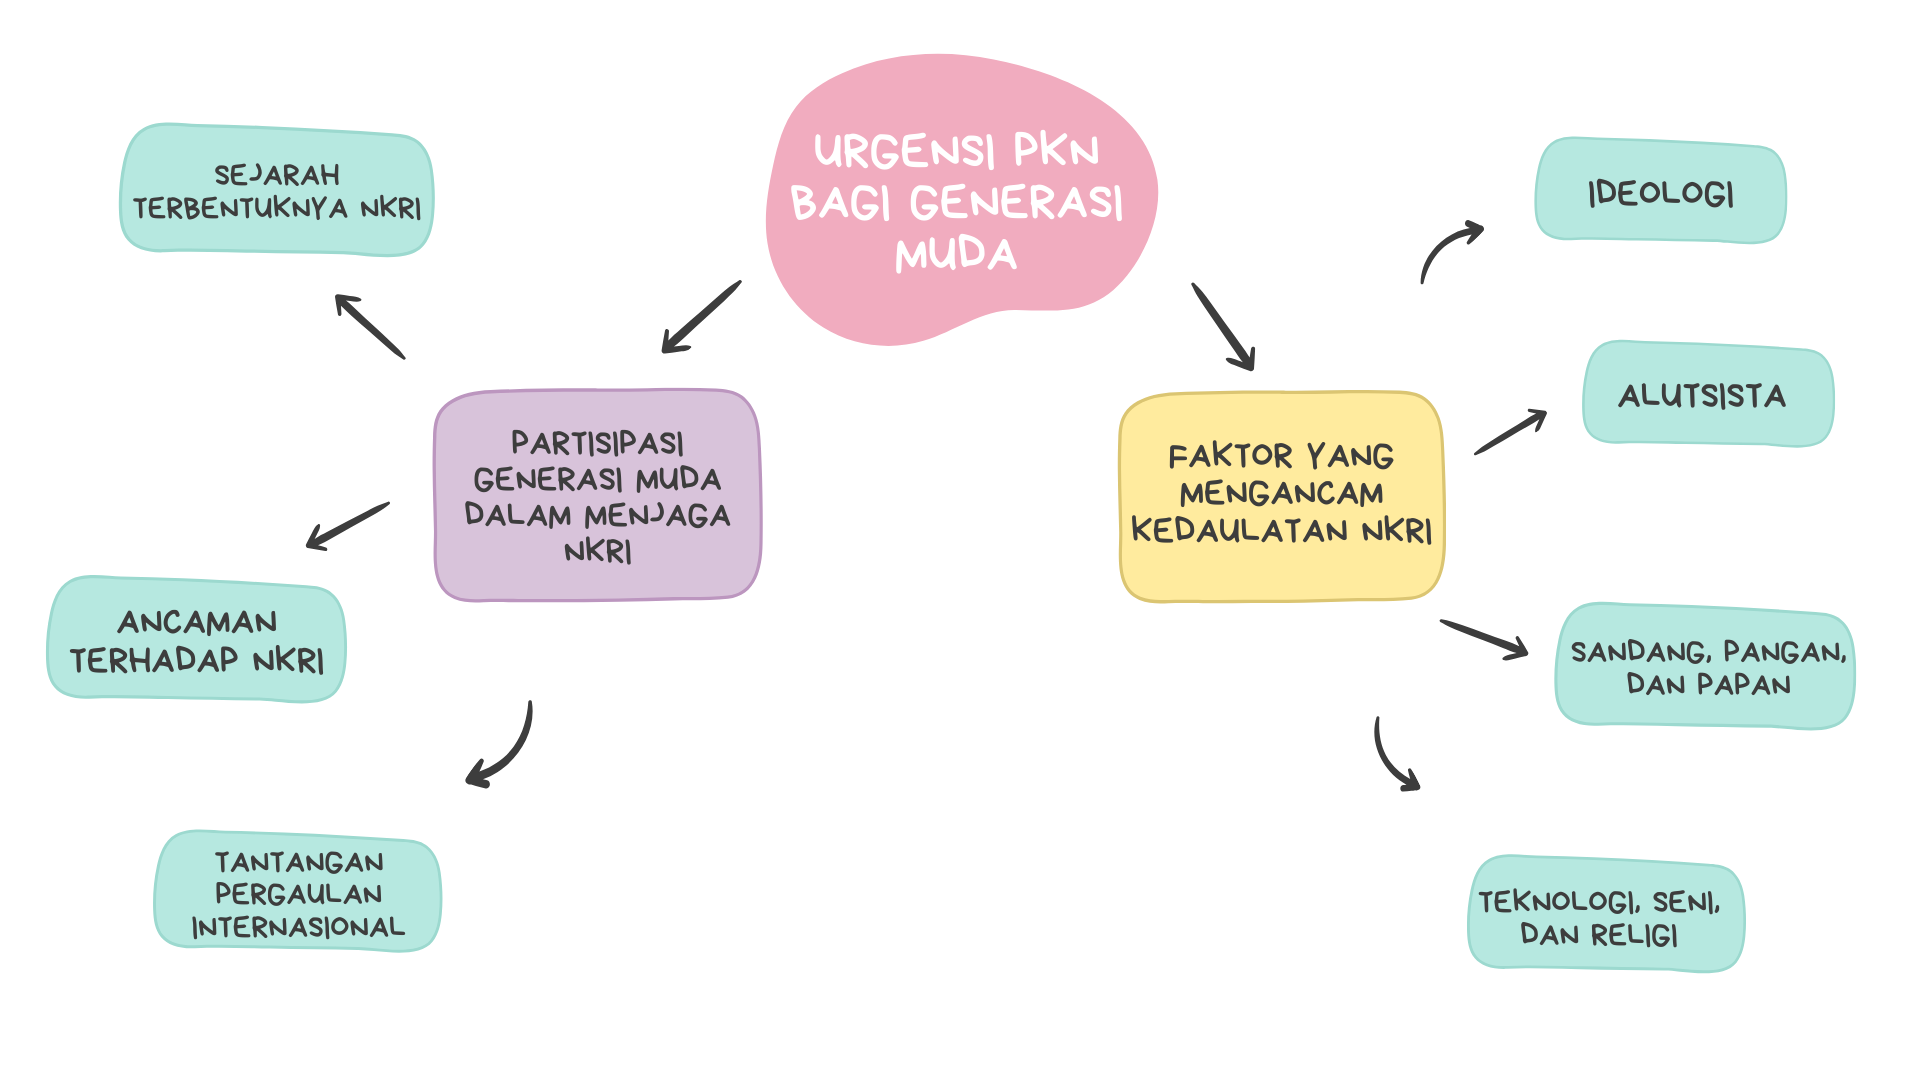 URGENSI PKN
BAGI GENERASI
MUDA
SEJARAH
TERBENTUKNYA NKRI
PARTISIPASI
GENERASI MUDA
DALAM MENJAGA
NKRI
ANCAMAN
TERHADAP NKRI
TANTANGAN
PERGAULAN
INTERNASIONAL
FAKTOR YANG
MENGANCAM
KEDAULATAN NKRI
IDEOLOGI
ALUTSISTA
SANDANG, PANGAN,
DAN PAPAN
TEKNOLOGI, SENI,
DAN RELIGI